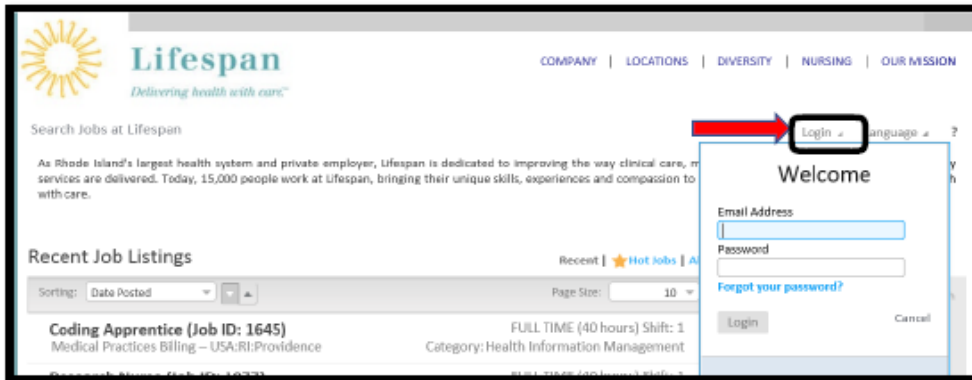 Lifespan
Delivering health with care.
COMPANY | LOCATIONS | DIVERSITY | NURSING | OUR MISSION
Search Jobs at Lifespan
Login
anguage
?
As Rhode Island's largest health system and private employer, Lifespan is dedicated to improving the way clinical care, m
y
services are delivered. Today, 15,000 people work at Lifespan, bringing their unique skills, experiences and compassion to
h
with care.
Welcome
Email Address
Password
Forgot your password?
Login
Cancel
Recent Job Listings
Recent | Hot Jobs | Al
Sorting: Date Posted
Page Size: 10
Coding Apprentice (Job ID: 1645)
FULL TIME (40 hours) Shift: 1
Medical Practices Billing – USA:RI:Providence
Category: Health Information Management